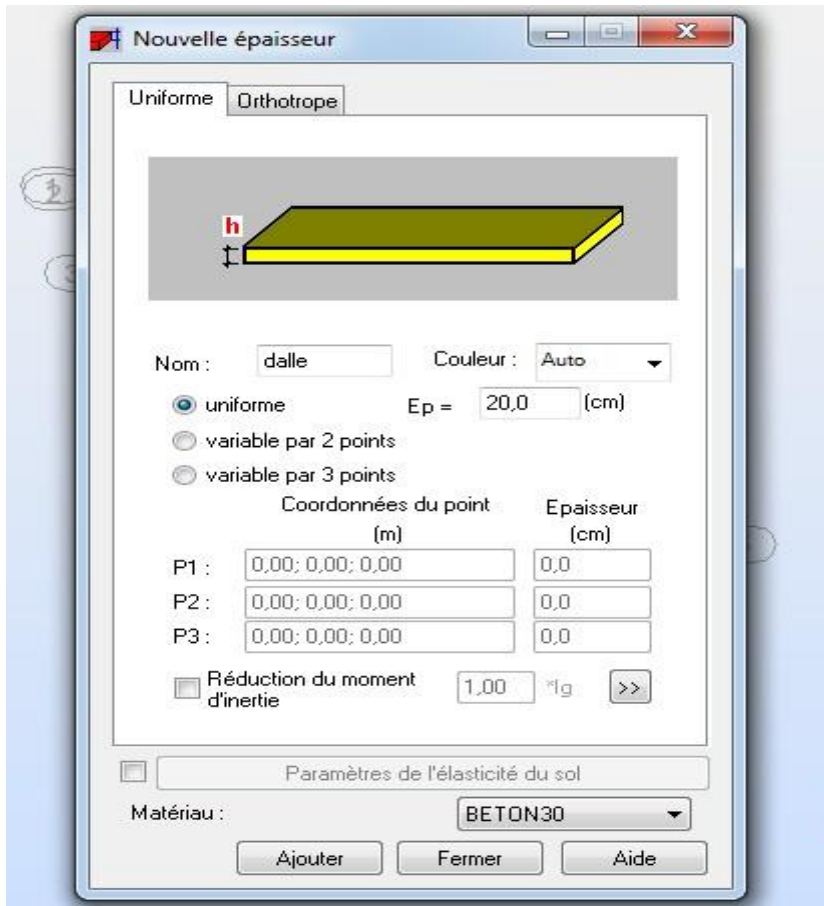 Nouvelle épaisseur
Uniforme Orthotrope
h
Nom : dalle Couleur : Auto
uniforme Ep = 20,0 (cm)
variable par 2 points
variable par 3 points
Coordonnées du point Epaisseur
(m) (cm)
P1 : 0,00; 0,00; 0,00 0,0
P2 : 0,00; 0,00; 0,00 0,0
P3 : 0,00; 0,00; 0,00 0,0
Réduction du moment
d'inertie 1,00 *Ig >>
Paramètres de l'élasticité du sol
Matériau : BETON30
Ajouter Fermer Aide